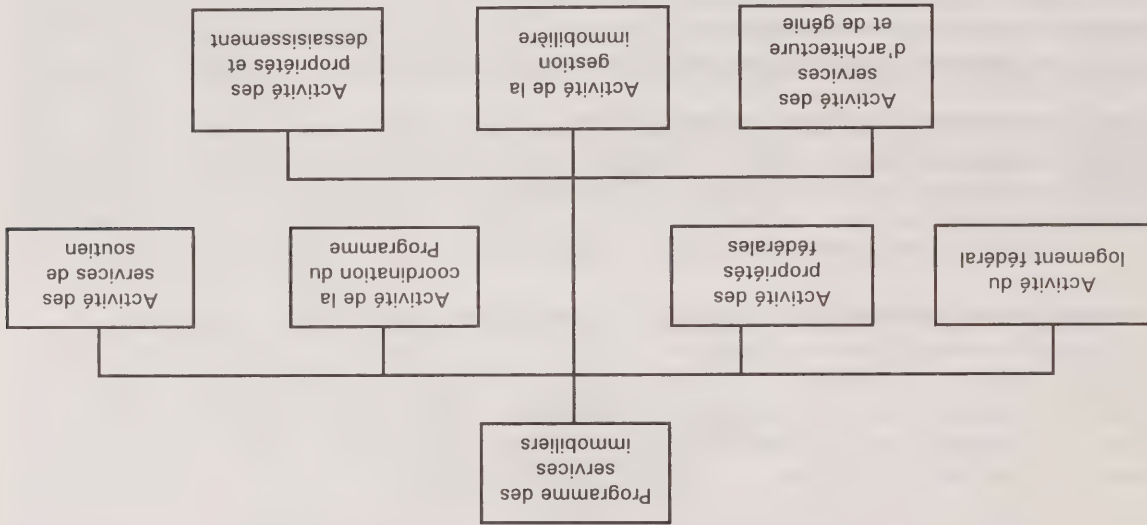 Programme des
services
immobiliers
Activité du
logement fédéral
Activité des
propriétés
fédérales
Activité de la
coordination du
Programme
Activité des
services de
soutien
Activité des
services
d'architecture
et de génie
Activité de la
gestion
immobilière
Activité des
propriétés et
dessaisissement